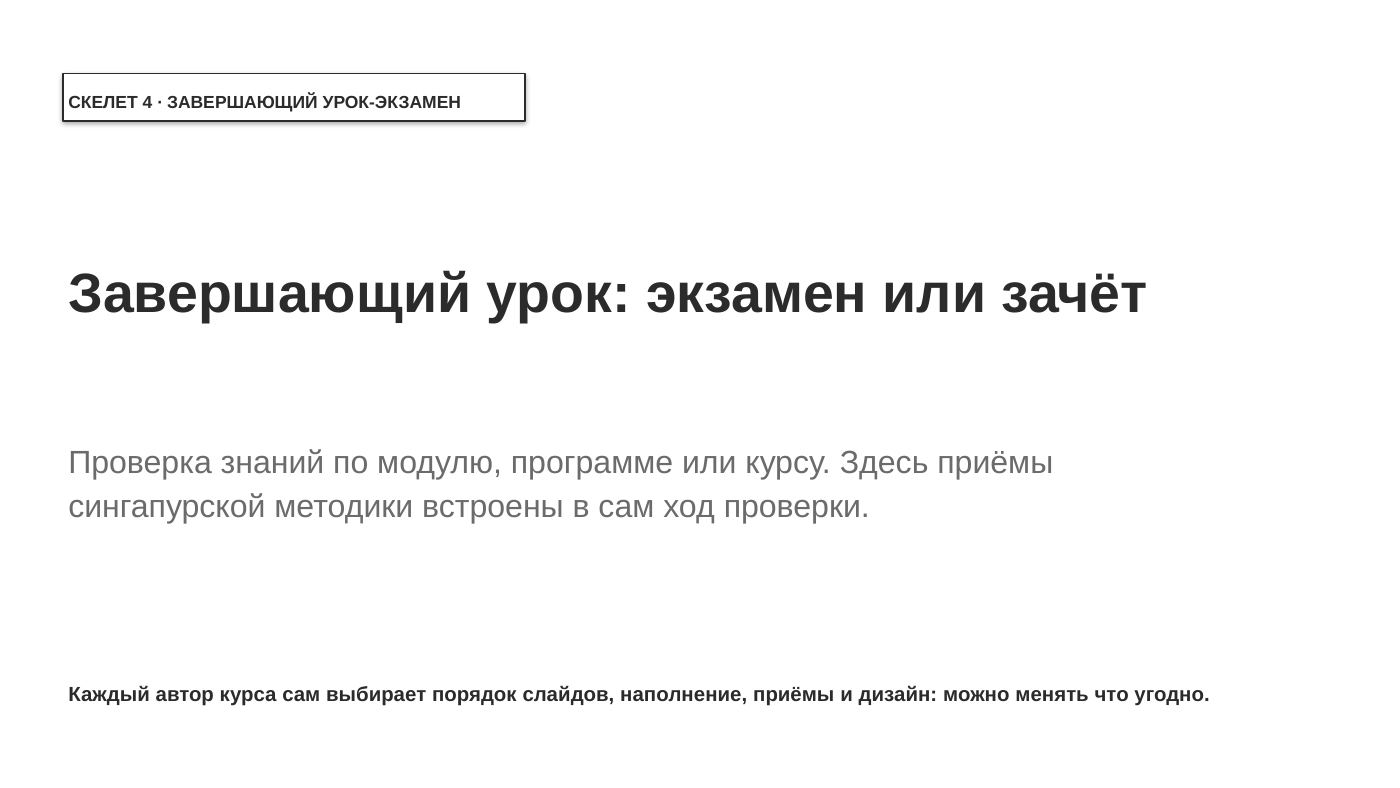 СКЕЛЕТ 4 · ЗАВЕРШАЮЩИЙ УРОК-ЭКЗАМЕН
Завершающий урок: экзамен или зачёт
Проверка знаний по модулю, программе или курсу. Здесь приёмы
сингапурской методики встроены в сам ход проверки.
Каждый автор курса сам выбирает порядок слайдов, наполнение, приёмы и дизайн: можно менять что угодно.